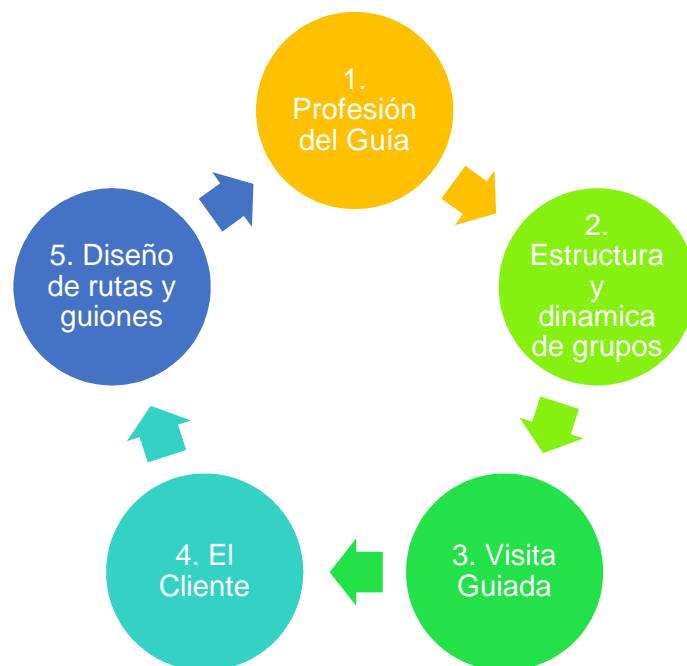 1.
Profesión
del Guía
2.
Estructura
y
dinamica
de grupos
3. Visita
Guiada
4. El
Cliente
5. Diseño
de rutas y
guiones